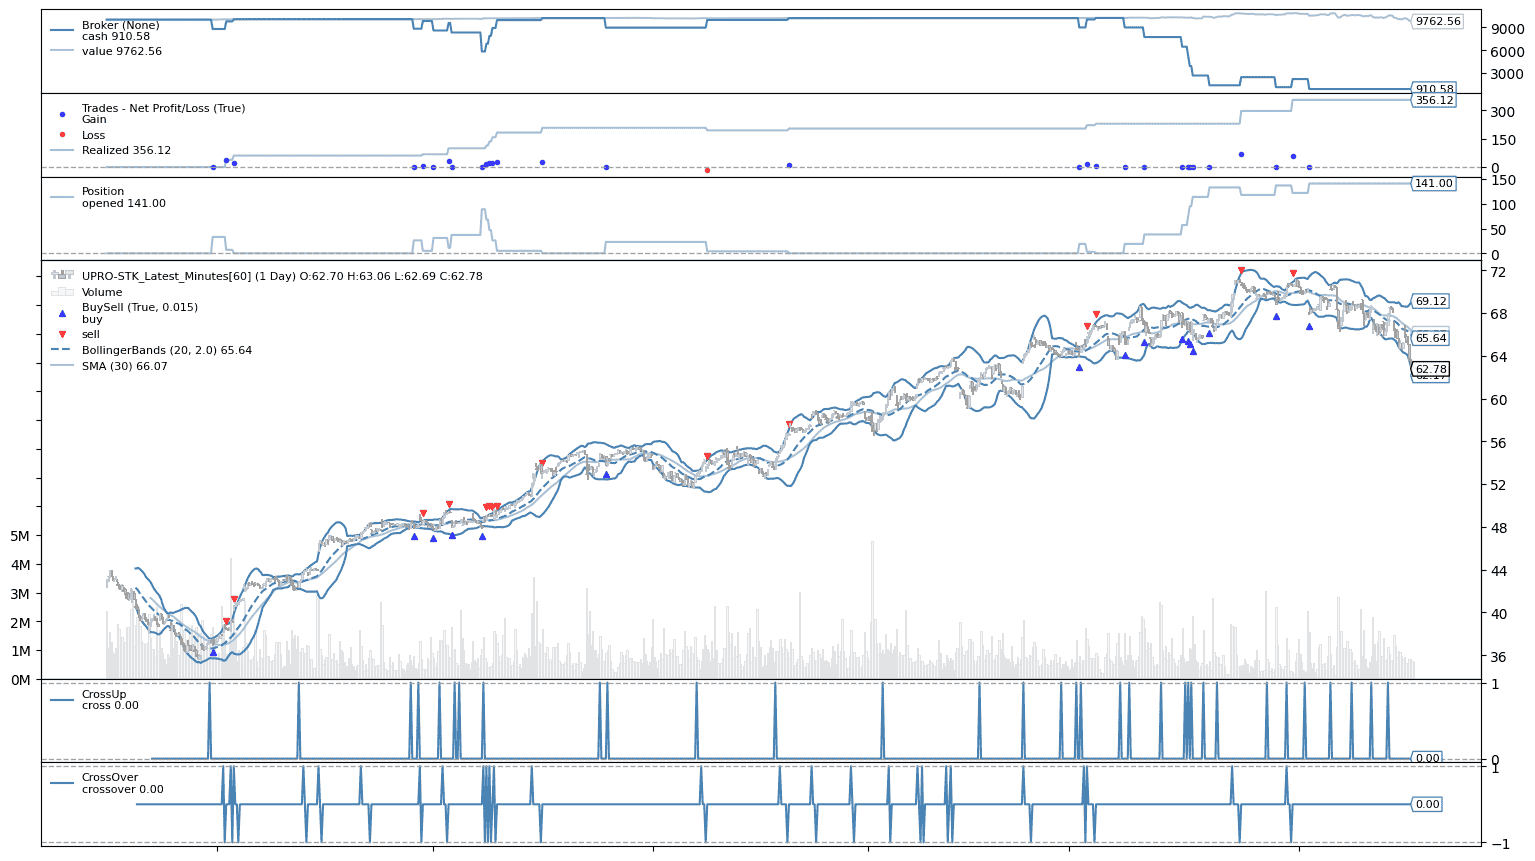 Broker (None)
cash 910.58
value 9762.56
9762.56
9000
6000
3000
910.58
Trades - Net Profit/Loss (True)
Gain
Loss
Realized 356.12
356.12
300
150
0
Position
opened 141.00
141.00
150
100
50
0
UPRO-STK_Latest_Minutes[60] (1 Day) O:62.70 H:63.06 L:62.69 C:62.78
Volume
BuySell (True, 0.015)
buy
sell
BollingerBands (20, 2.0) 65.64
SMA (30) 66.07
72
69.12
68
65.64
64
62.78
60
56
52
48
44
40
36
5M
4M
3M
2M
1M
0M
CrossUp
cross 0.00
1
0.00
0
CrossOver
crossover 0.00
1
0.00
−1